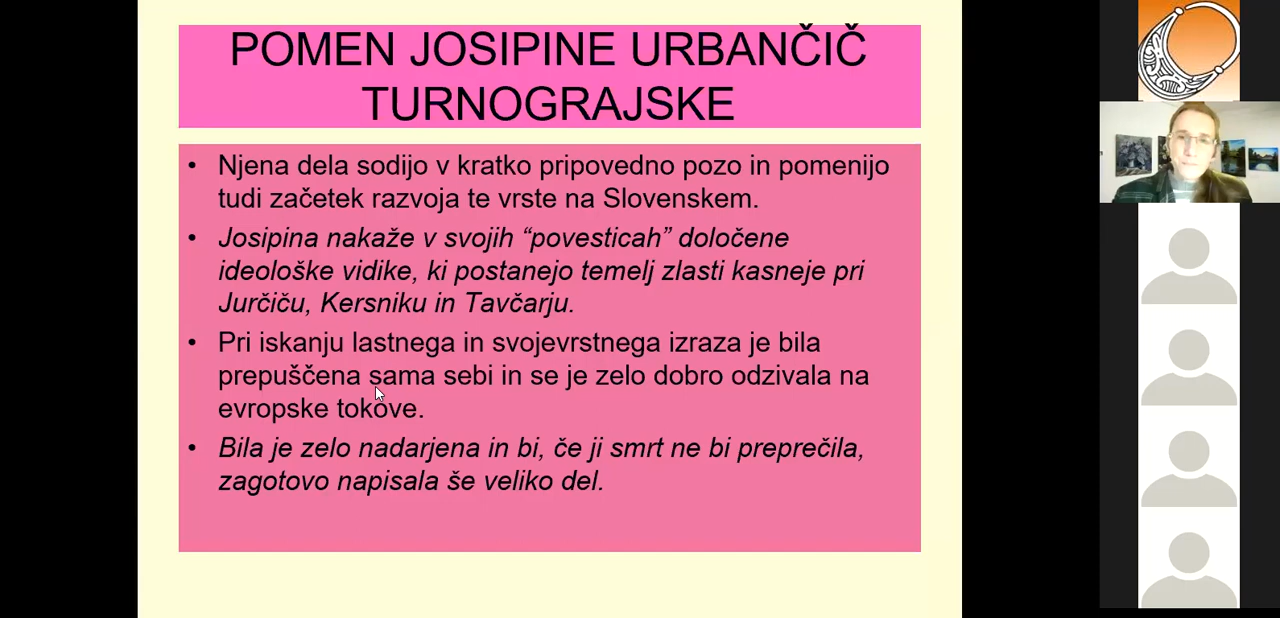 POMEN JOSIPINE URBANČIČ
TURNOGRAJSKE
• Njena dela sodijo v kratko pripovedno pozo in pomenijo
tudi začetek razvoja te vrste na Slovenskem.
• Josipina nakaže v svojih “povesticah” določene
ideološke vidike, ki postanejo temelj zlasti kasneje pri
Jurčiču, Kersniku in Tavčarju.
• Pri iskanju lastnega in svojevrstnega izraza je bila
prepuščena sama sebi in se je zelo dobro odzivala na
evropske tokove.
• Bila je zelo nadarjena in bi, če ji smrt ne bi preprečila,
zagotovo napisala še veliko del.